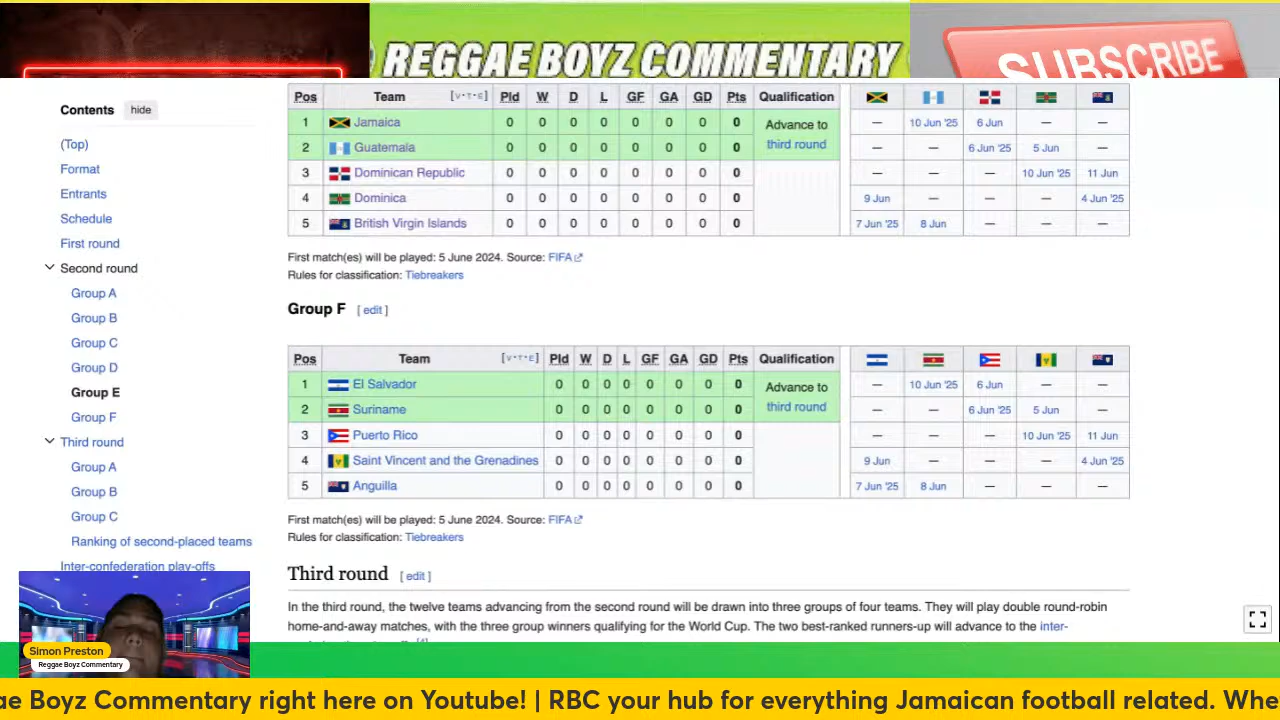 REGGAE BOYZ COMMENTARY
SUBSCRIBE
Contents hide
(Top)
Format
Entrants
Schedule
First round
Second round
Group A
Group B
Group C
Group D
Group E
Group F
Third round
Group A
Group B
Group C
Ranking of second-placed teams
Inter-confederation play-offs
Pos Team [V·T·E] Pld W D L GF GA GD Pts Qualification
1 Jamaica 0 0 0 0 0 0 0 0 Advance to third round — 10 Jun '25 6 Jun — —
2 Guatemala 0 0 0 0 0 0 0 0 — — 6 Jun '25 5 Jun —
3 Dominican Republic 0 0 0 0 0 0 0 0 — — — 10 Jun '25 11 Jun
4 Dominica 0 0 0 0 0 0 0 0 9 Jun — — — 4 Jun '25
5 British Virgin Islands 0 0 0 0 0 0 0 0 7 Jun '25 8 Jun — — —
First match(es) will be played: 5 June 2024. Source: FIFA
Rules for classification: Tiebreakers
Group F [ edit ]
Pos Team [V·T·E] Pld W D L GF GA GD Pts Qualification
1 El Salvador 0 0 0 0 0 0 0 0 Advance to third round — 10 Jun '25 6 Jun — —
2 Suriname 0 0 0 0 0 0 0 0 — — 6 Jun '25 5 Jun —
3 Puerto Rico 0 0 0 0 0 0 0 0 — — — 10 Jun '25 11 Jun
4 Saint Vincent and the Grenadines 0 0 0 0 0 0 0 0 9 Jun — — — 4 Jun '25
5 Anguilla 0 0 0 0 0 0 0 0 7 Jun '25 8 Jun — — —
First match(es) will be played: 5 June 2024. Source: FIFA
Rules for classification: Tiebreakers
Third round [ edit ]
In the third round, the twelve teams advancing from the second round will be drawn into three groups of four teams. They will play double round-robin
home-and-away matches, with the three group winners qualifying for the World Cup. The two best-ranked runners-up will advance to the inter-
Simon Preston
Reggae Boyz Commentary
ae Boyz Commentary right here on Youtube! | RBC your hub for everything Jamaican football related. Whe